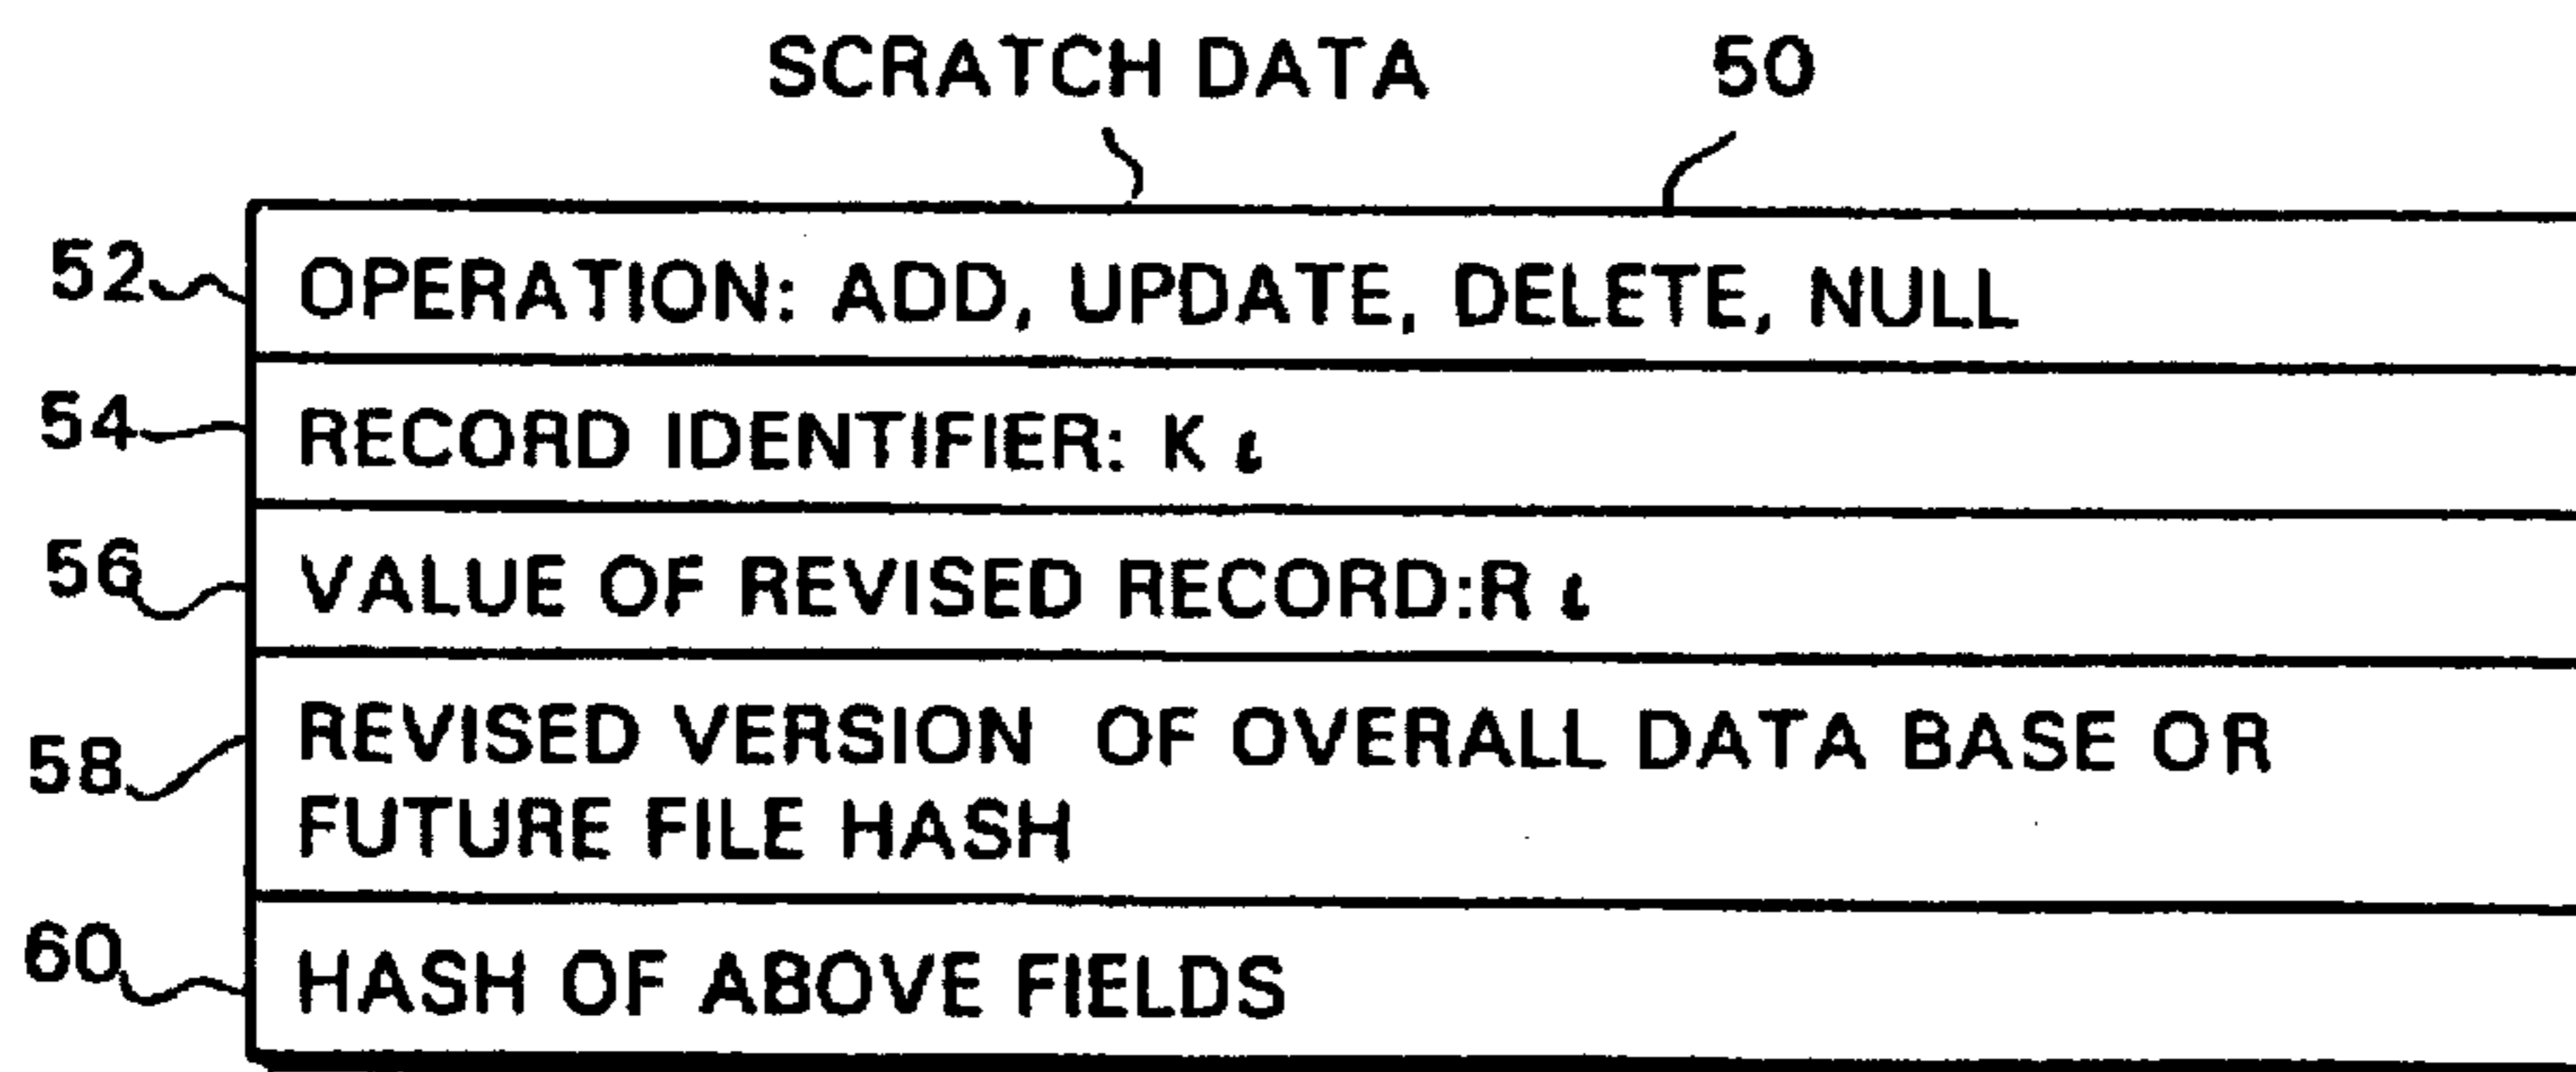 SCRATCH DATA 50
52 OPERATION: ADD, UPDATE, DELETE, NULL
54 RECORD IDENTIFIER: K i
56 VALUE OF REVISED RECORD:R i
58 REVISED VERSION OF OVERALL DATA BASE OR
FUTURE FILE HASH
60 HASH OF ABOVE FIELDS